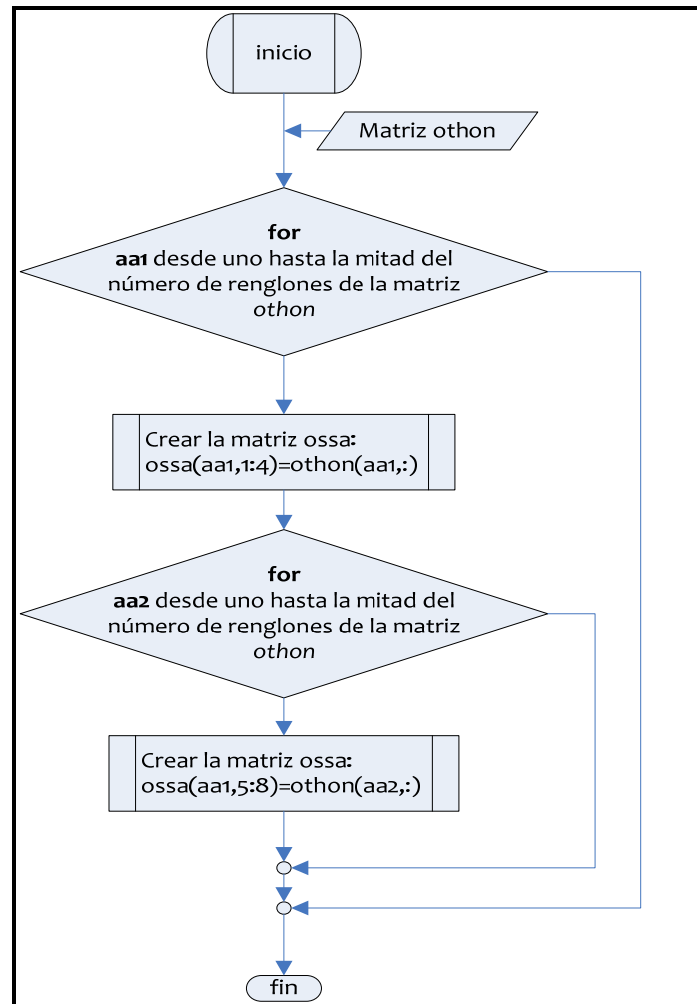 inicio
Matriz othon
for
aa1 desde uno hasta la mitad del
número de renglones de la matriz
othon
Crear la matriz ossa:
ossa(aa1,1:4)=othon(aa1,:)
for
aa2 desde uno hasta la mitad del
número de renglones de la matriz
othon
Crear la matriz ossa:
ossa(aa1,5:8)=othon(aa2,:)
fin